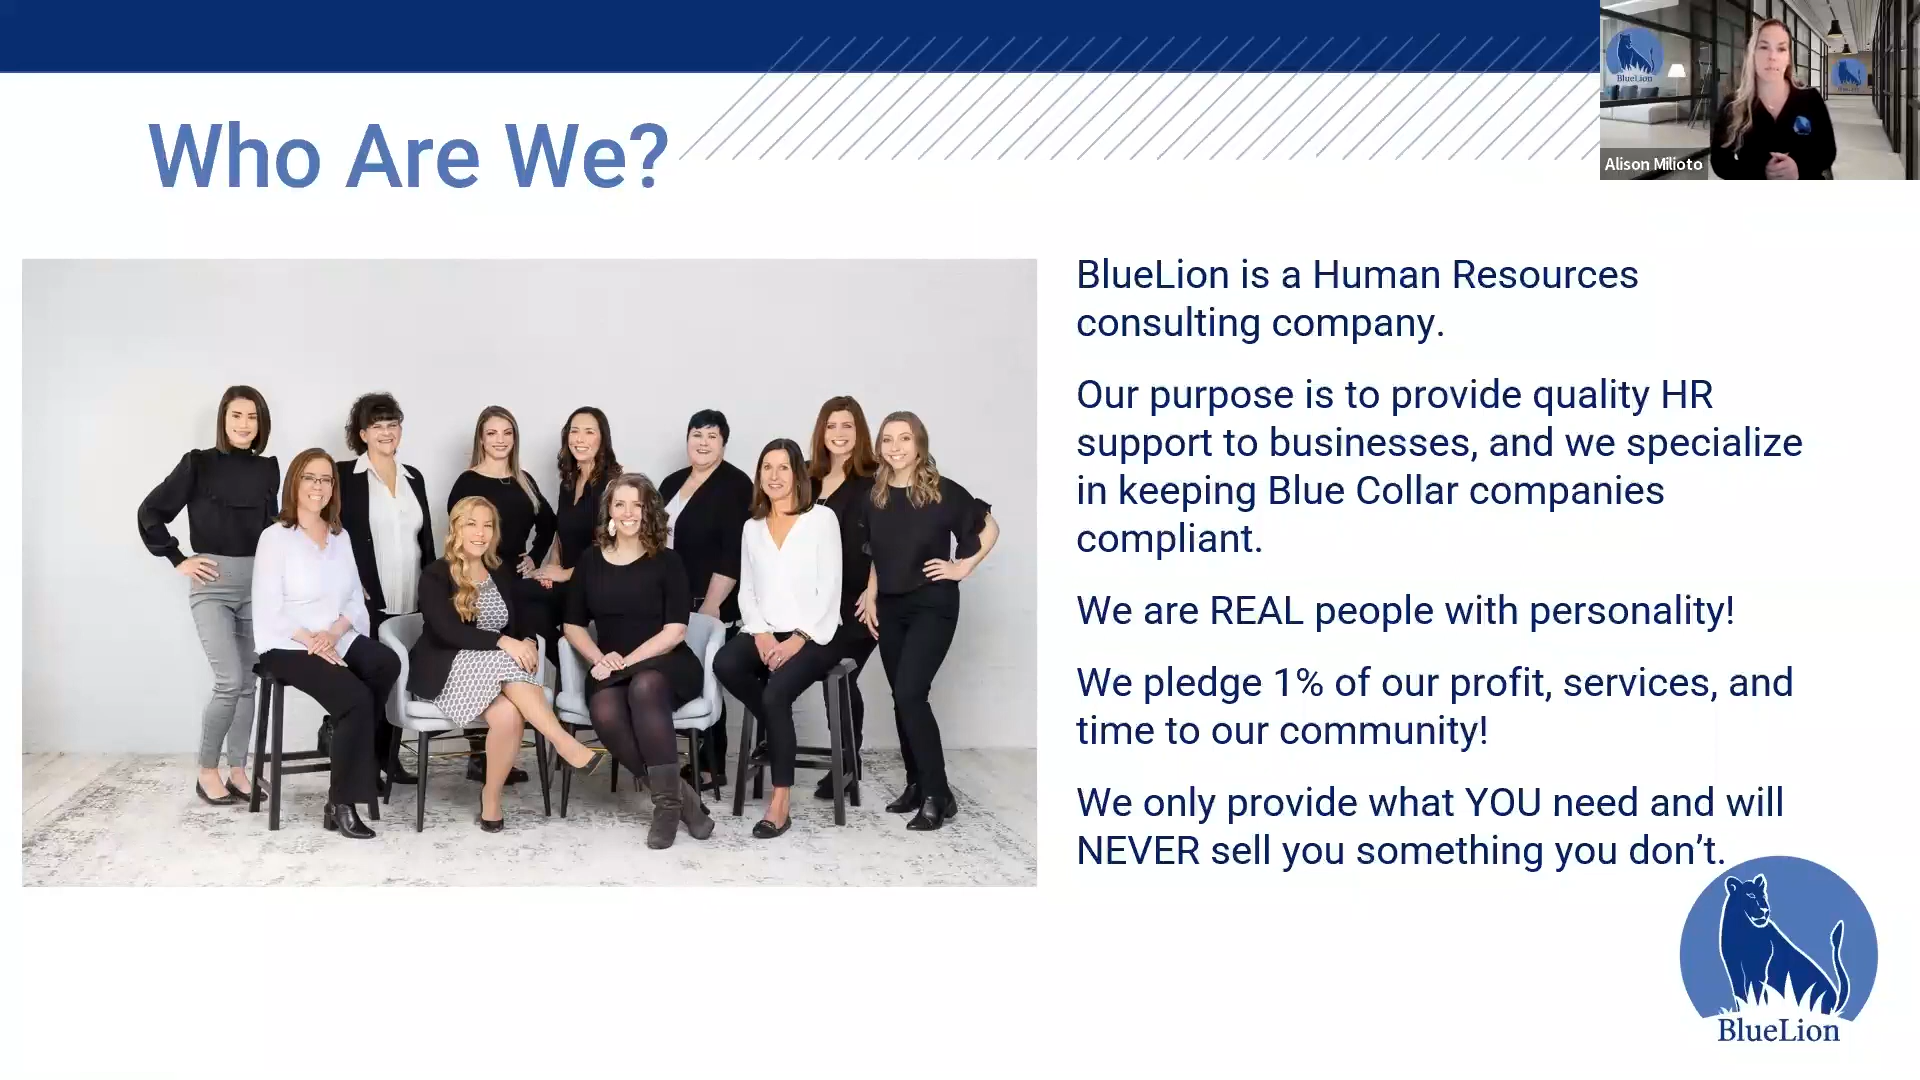 Who Are We?
BlueLion
Alison Milioto
BlueLion is a Human Resources
consulting company.
Our purpose is to provide quality HR
support to businesses, and we specialize
in keeping Blue Collar companies
compliant.
We are REAL people with personality!
We pledge 1% of our profit, services, and
time to our community!
We only provide what YOU need and will
NEVER sell you something you don’t.
BlueLion